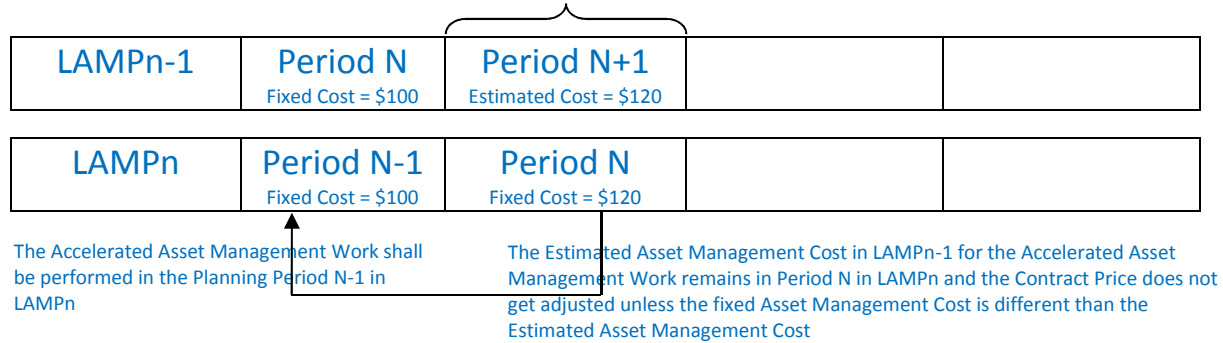 LAMPn-1 Period N Period N+1
Fixed Cost = $100 Estimated Cost = $120
LAMPn Period N-1 Period N
Fixed Cost = $100 Fixed Cost = $120
The Accelerated Asset Management Work shall
be performed in the Planning Period N-1 in
LAMPn
The Estimated Asset Management Cost in LAMPn-1 for the Accelerated Asset
Management Work remains in Period N in LAMPn and the Contract Price does not
get adjusted unless the fixed Asset Management Cost is different than the
Estimated Asset Management Cost